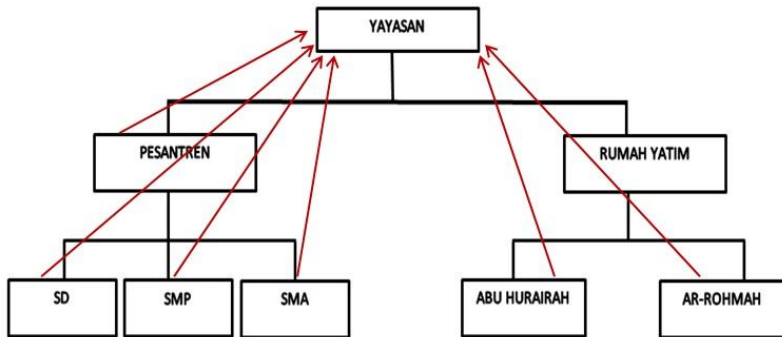 YAYASAN
PESANTREN
RUMAH YATIM
SD
SMP
SMA
ABU HURAIRAH
AR-ROHMAH